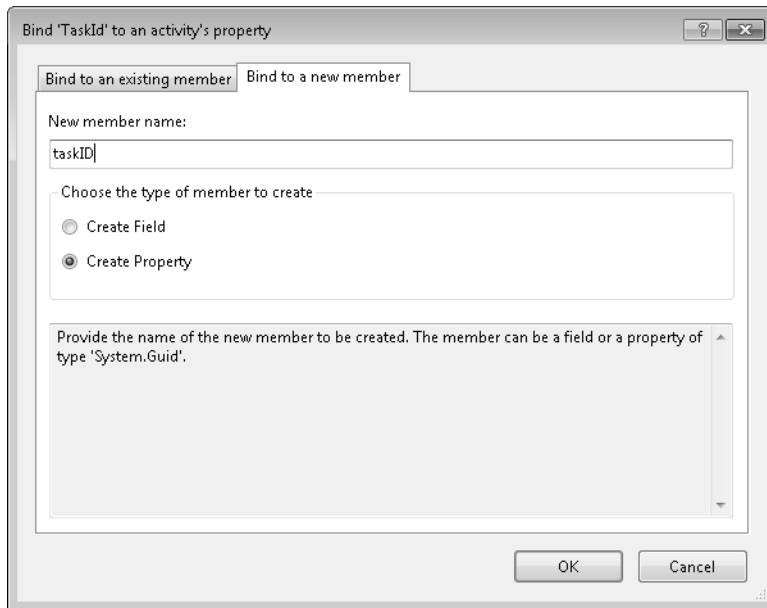 Bind 'TaskId' to an activity's property
Bind to an existing member
Bind to a new member
New member name:
taskID
Choose the type of member to create
Create Field
Create Property
Provide the name of the new member to be created. The member can be a field or a property of
type 'System.Guid'.
OK
Cancel